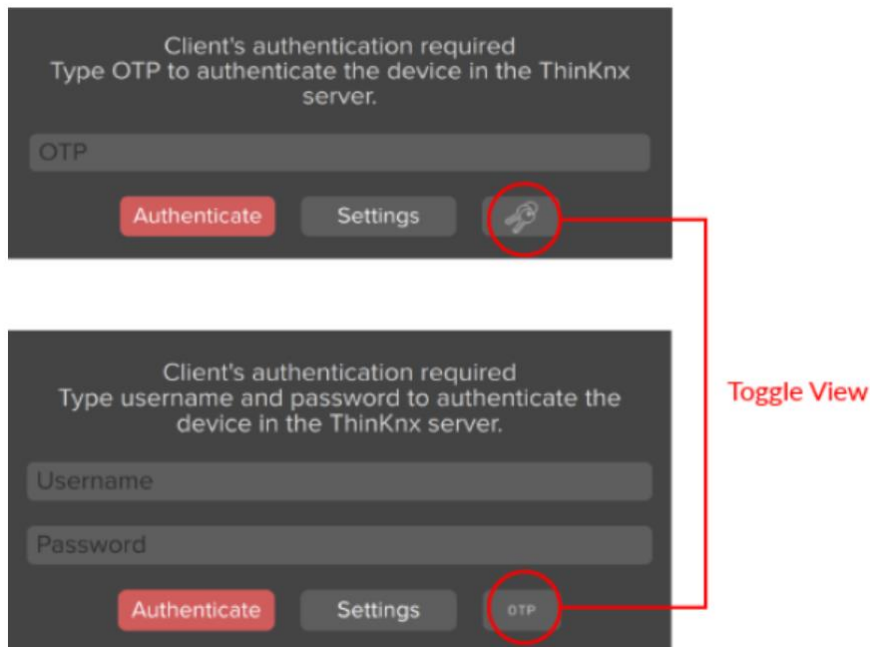 Client's authentication required
Type OTP to authenticate the device in the ThinKnx
server.
OTP
Authenticate
Settings
Client's authentication required
Type username and password to authenticate the
device in the ThinKnx server.
Toggle View
Username
Password
Authenticate
Settings
OTP